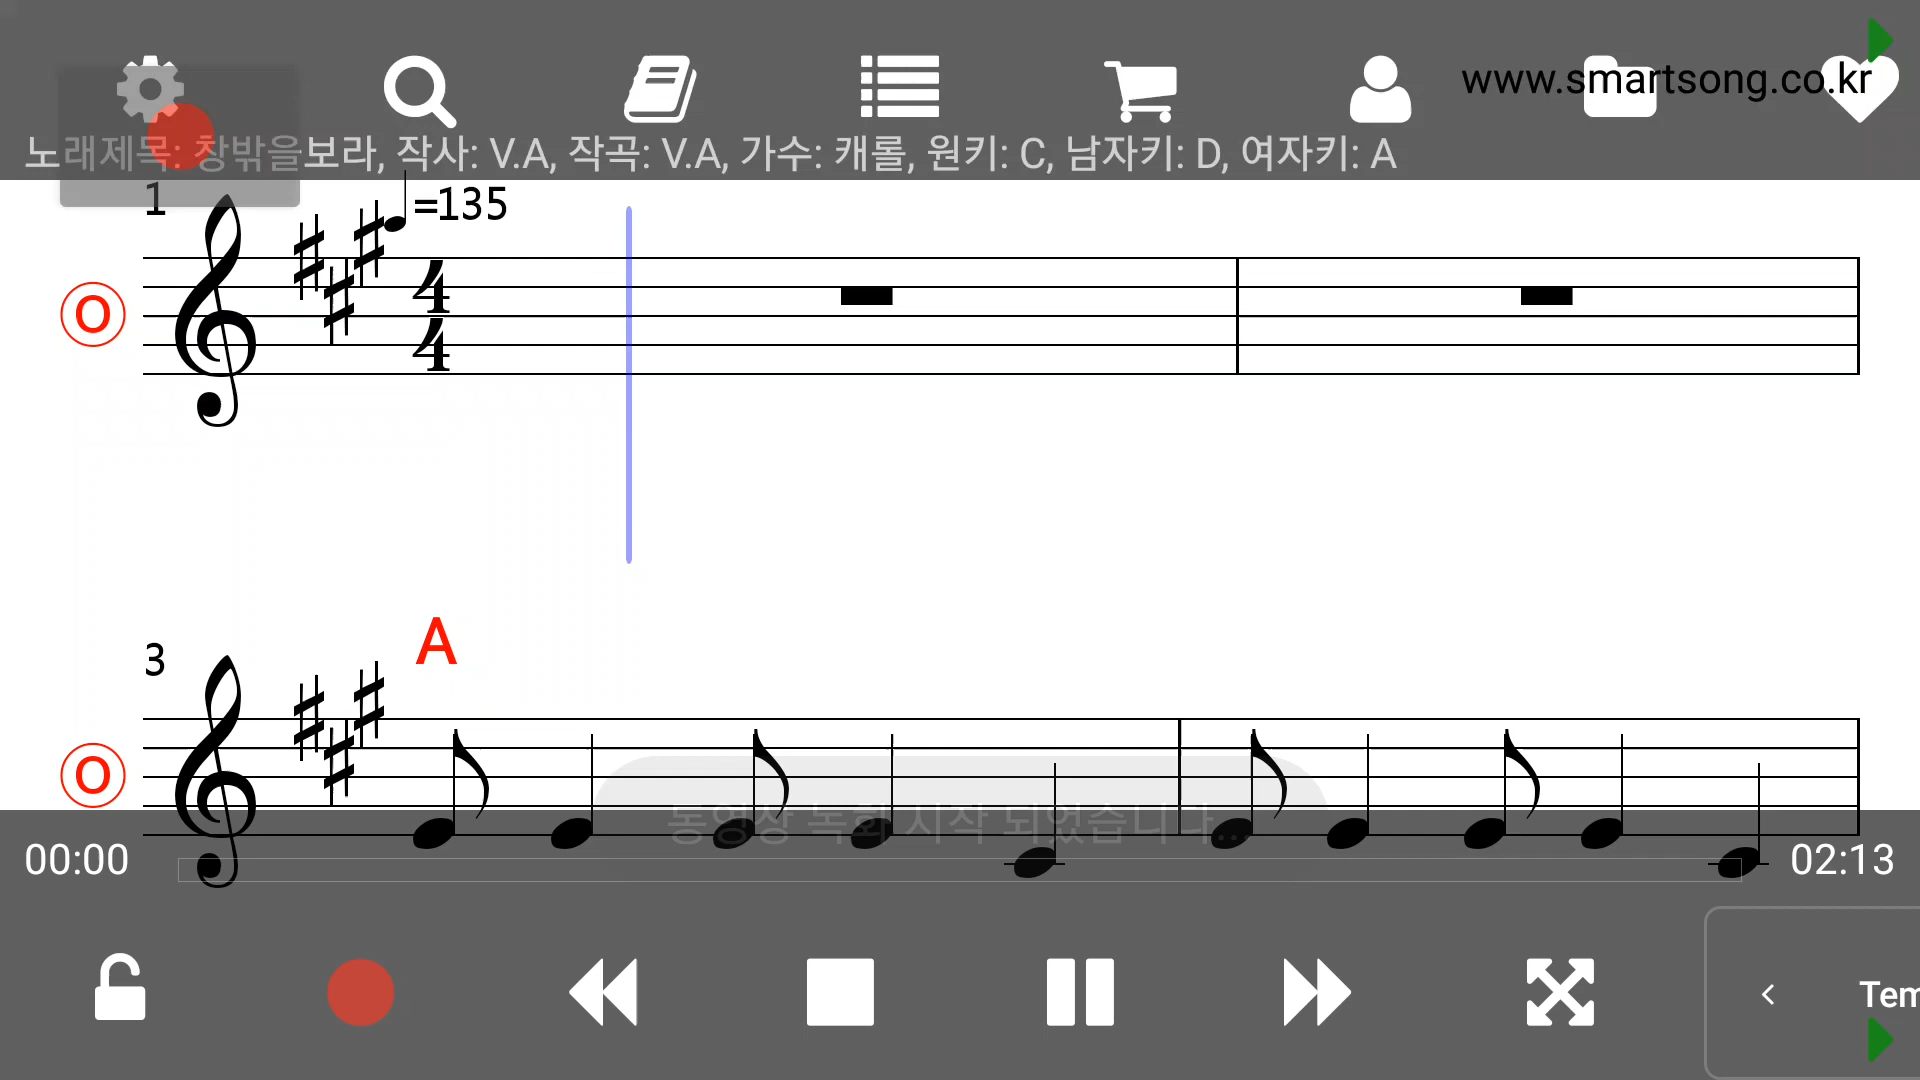 www.smartsong.co.kr
노래제목: 창밖을보라, 작사: V.A, 작곡: V.A, 가수: 캐롤, 원키: C, 남자키: D, 여자키: A
1
=135
4
4
O
A
3
O
동영상 녹화 시작 되었습니다...
00:00
02:13
Tem